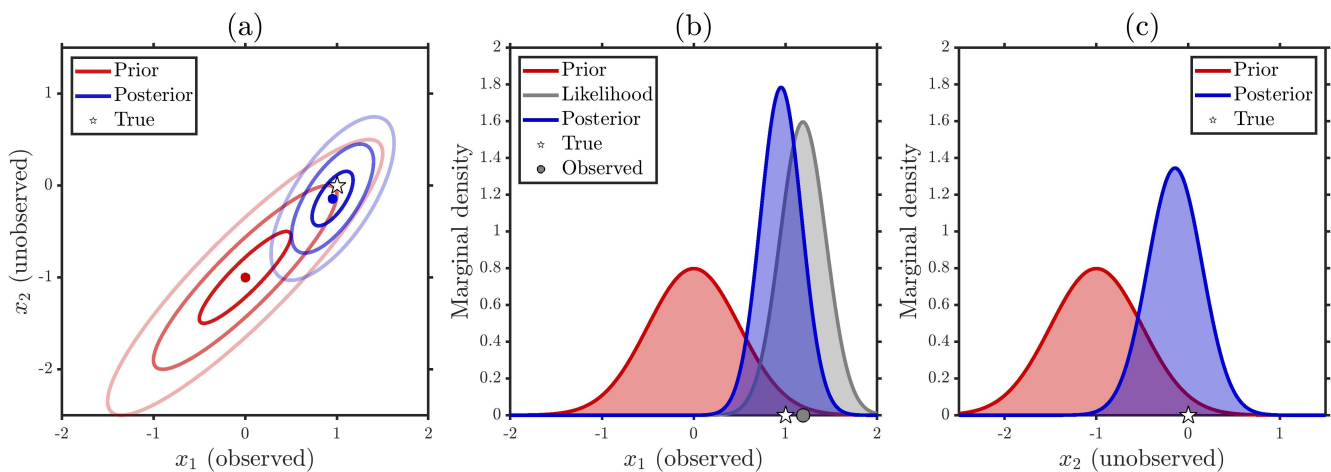 (a)
Prior
Posterior
True
1
0
-1
-2
-2
-1
0
1
2
x₂ (unobserved)
x₁ (observed)
(b)
Prior
Likelihood
Posterior
True
Observed
2
1.8
1.6
1.4
1.2
1
0.8
0.6
0.4
0.2
0
-2
-1
0
1
2
Marginal density
x₁ (observed)
(c)
Prior
Posterior
True
2
1.8
1.6
1.4
1.2
1
0.8
0.6
0.4
0.2
0
-2
-1
0
1
Marginal density
x₂ (unobserved)